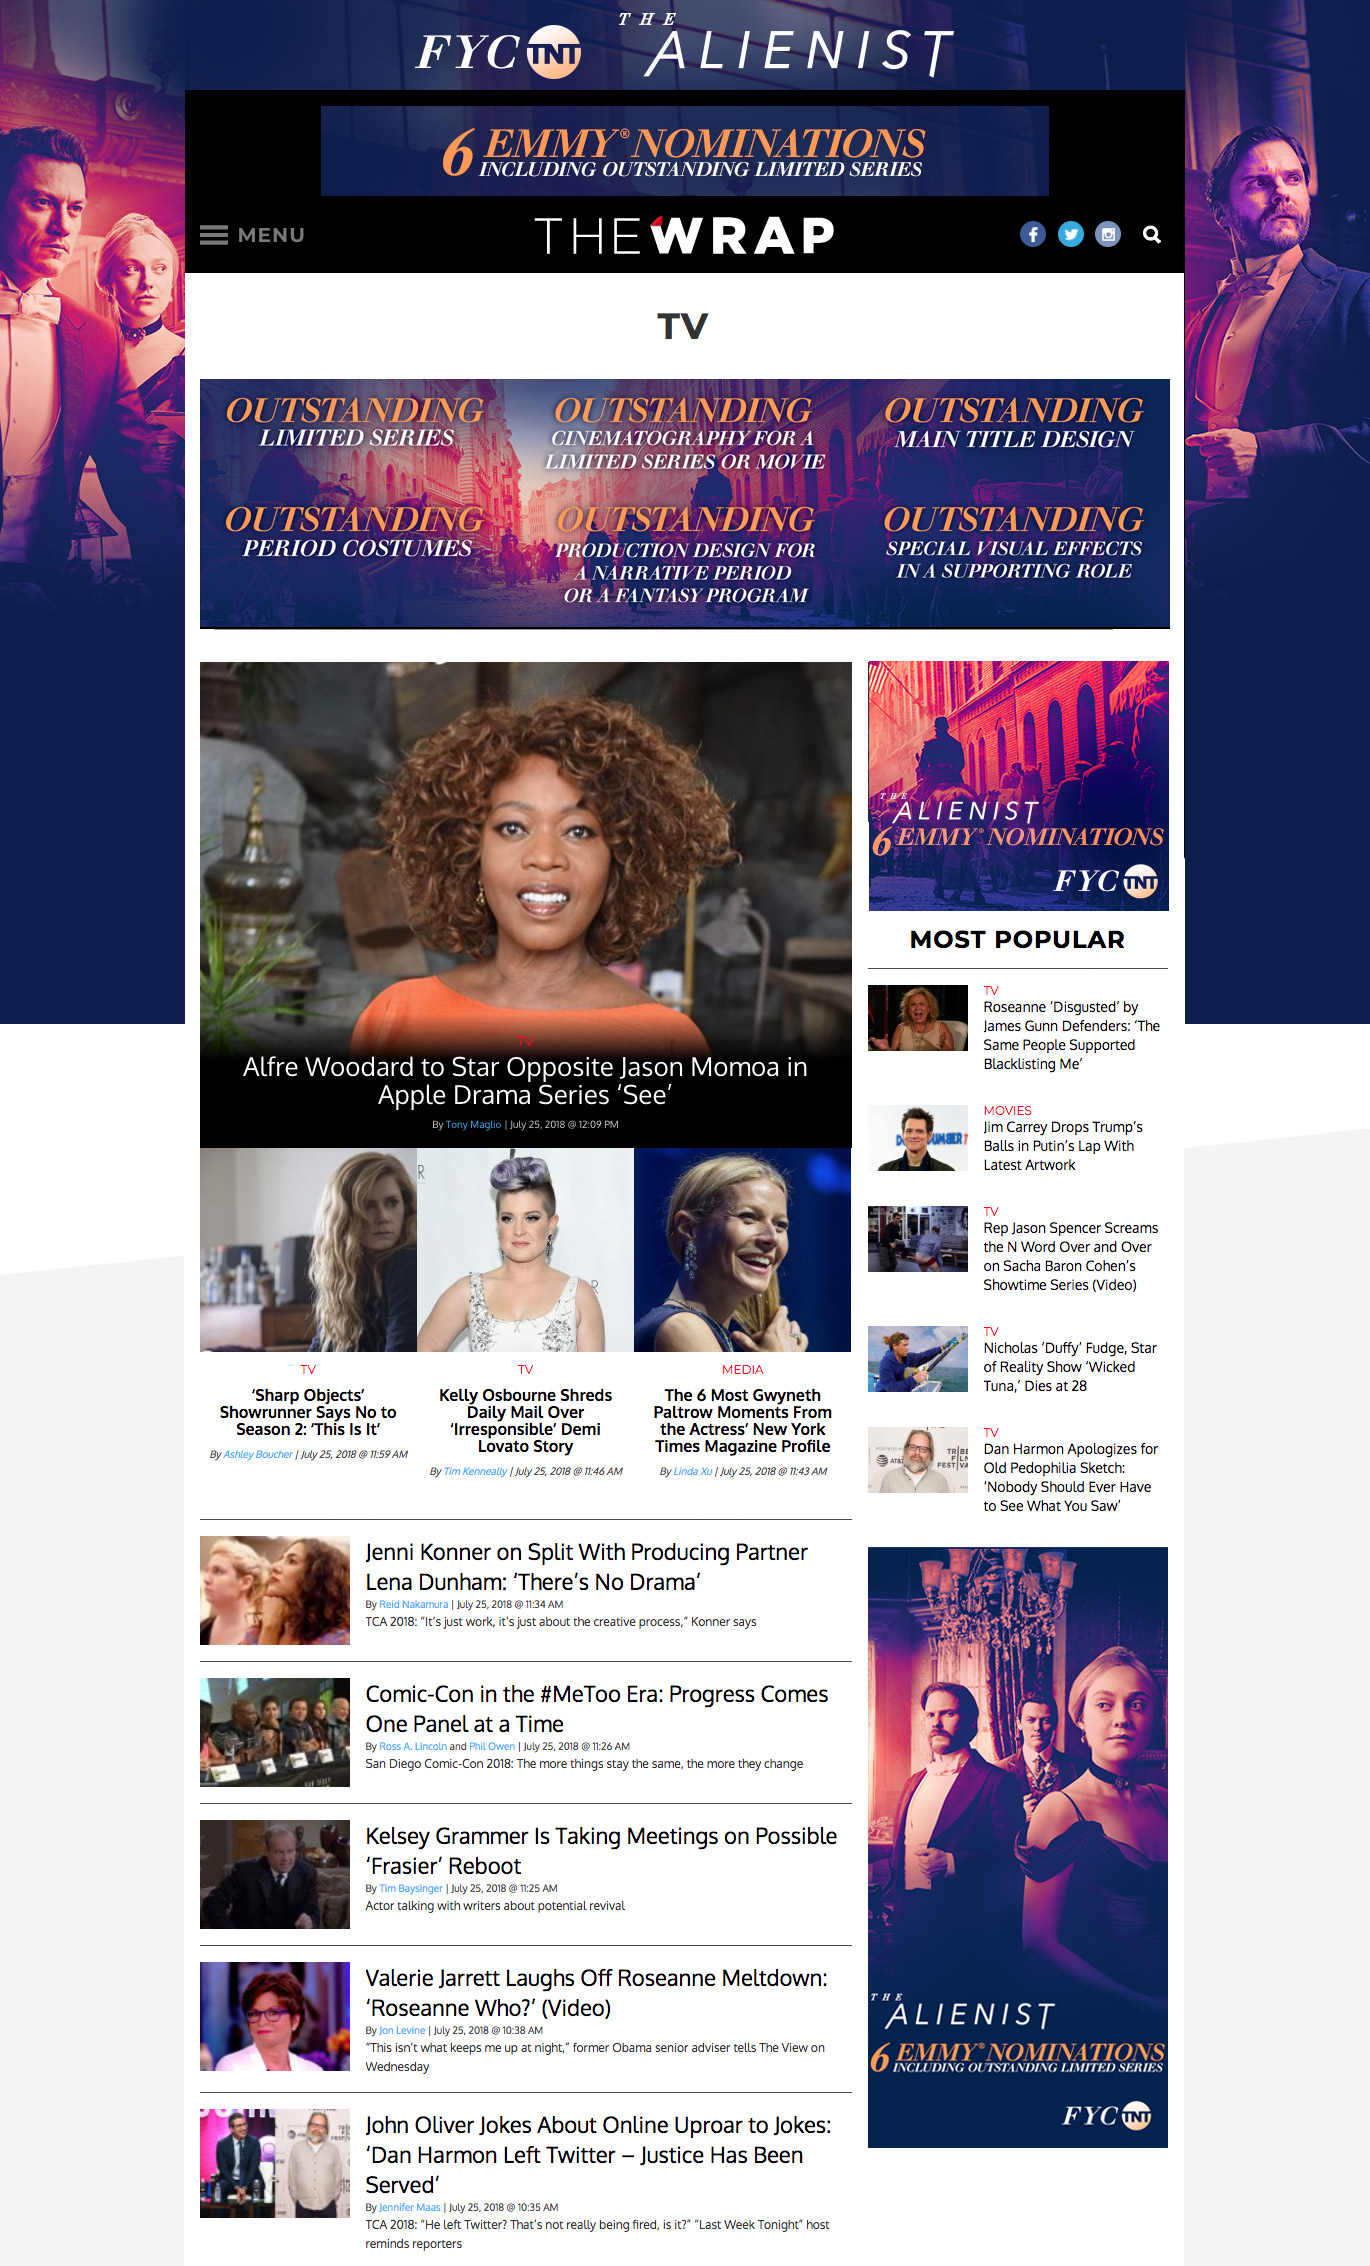 THE
FYC TNT ALIENIST
6 EMMY® NOMINATIONS
INCLUDING OUTSTANDING LIMITED SERIES
MENU
THE WRAP
TV
OUTSTANDING
LIMITED SERIES
OUTSTANDING
CINEMATOGRAPHY FOR A
LIMITED SERIES OR MOVIE
OUTSTANDING
MAIN TITLE DESIGN
OUTSTANDING
PERIOD COSTUMES
OUTSTANDING
PRODUCTION DESIGN FOR
A NARRATIVE PERIOD
OR A FANTASY PROGRAM
OUTSTANDING
SPECIAL VISUAL EFFECTS
IN A SUPPORTING ROLE
TV
Alfre Woodard to Star Opposite Jason Momoa in
Apple Drama Series ‘See’
By Tony Maglio | July 25, 2018 @ 12:09 PM
TV
‘Sharp Objects’
Showrunner Says No to
Season 2: ‘This Is It’
By Ashley Boucher | July 25, 2018 @ 11:59 AM
TV
Kelly Osbourne Shreds
Daily Mail Over
‘Irresponsible’ Demi
Lovato Story
By Tim Kenneally | July 25, 2018 @ 11:46 AM
MEDIA
The 6 Most Gwyneth
Paltrow Moments From
the Actress’ New York
Times Magazine Profile
By Linda Xu | July 25, 2018 @ 11:43 AM
Jenni Konner on Split With Producing Partner
Lena Dunham: ‘There’s No Drama’
By Reid Nakamura | July 25, 2018 @ 11:34 AM
TCA 2018: “It’s just work, it’s just about the creative process,” Konner says
Comic-Con in the #MeToo Era: Progress Comes
One Panel at a Time
By Ross A. Lincoln and Phil Owen | July 25, 2018 @ 11:26 AM
San Diego Comic-Con 2018: The more things stay the same, the more they change
Kelsey Grammer Is Taking Meetings on Possible
‘Frasier’ Reboot
By Tim Baysinger | July 25, 2018 @ 11:25 AM
Actor talking with writers about potential revival
Valerie Jarrett Laughs Off Roseanne Meltdown:
‘Roseanne Who?’ (Video)
By Jon Levine | July 25, 2018 @ 10:38 AM
“This isn’t what keeps me up at night,” former Obama senior adviser tells The View on
Wednesday
John Oliver Jokes About Online Uproar to Jokes:
‘Dan Harmon Left Twitter – Justice Has Been
Served’
By Jennifer Maas | July 25, 2018 @ 10:35 AM
TCA 2018: “He left Twitter? That’s not really being fired, is it?” “Last Week Tonight” host
reminds reporters
THE
ALIENIST
6 EMMY® NOMINATIONS
FYC TNT
MOST POPULAR
TV
Roseanne ‘Disgusted’ by
James Gunn Defenders: ‘The
Same People Supported
Blacklisting Me’
MOVIES
Jim Carrey Drops Trump’s
Balls in Putin’s Lap With
Latest Artwork
TV
Rep Jason Spencer Screams
the N Word Over and Over
on Sacha Baron Cohen’s
Showtime Series (Video)
TV
Nicholas ‘Duffy’ Fudge, Star
of Reality Show ‘Wicked
Tuna,’ Dies at 28
TV
Dan Harmon Apologizes for
Old Pedophilia Sketch:
‘Nobody Should Ever Have
to See What You Saw’
THE
ALIENIST
6 EMMY® NOMINATIONS
INCLUDING OUTSTANDING LIMITED SERIES
FYC TNT